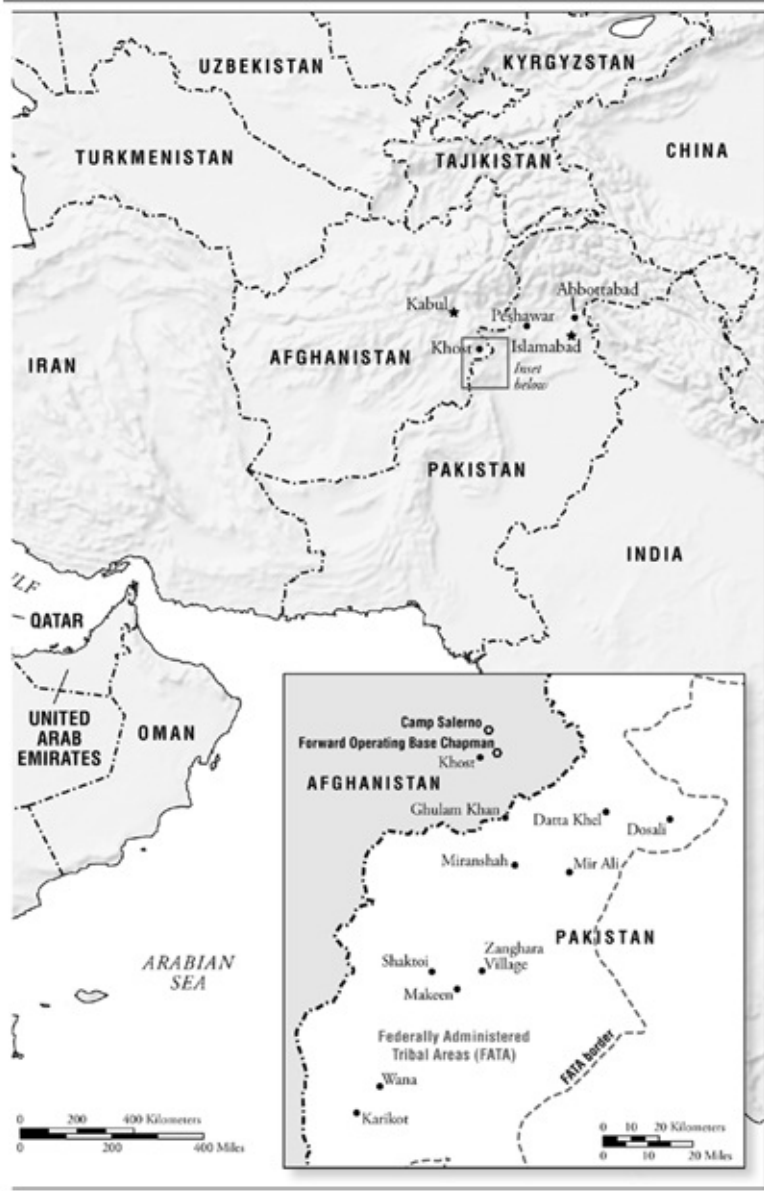 UZBEKISTAN
KYRGYZSTAN
TURKMENISTAN
TAJIKISTAN
CHINA
Kabul
Abbottabad
Peshawar
AFGHANISTAN
Khost
Islamabad
IRAN
Inset
below
PAKISTAN
INDIA
ULF
QATAR
UNITED
ARAB
EMIRATES
OMAN
ARABIAN
SEA
0 200 400 Kilometers
0 200 400 Miles
Camp Salerno
Forward Operating Base Chapman
Khost
AFGHANISTAN
Ghulam Khan
Datta Khel
Dosali
Miranshah
Mir Ali
PAKISTAN
Shaktoi
Zanghara
Village
Makeen
Federally Administered
Tribal Areas (FATA)
FATA border
Wana
Karikot
0 10 20 Kilometers
0 10 20 Miles